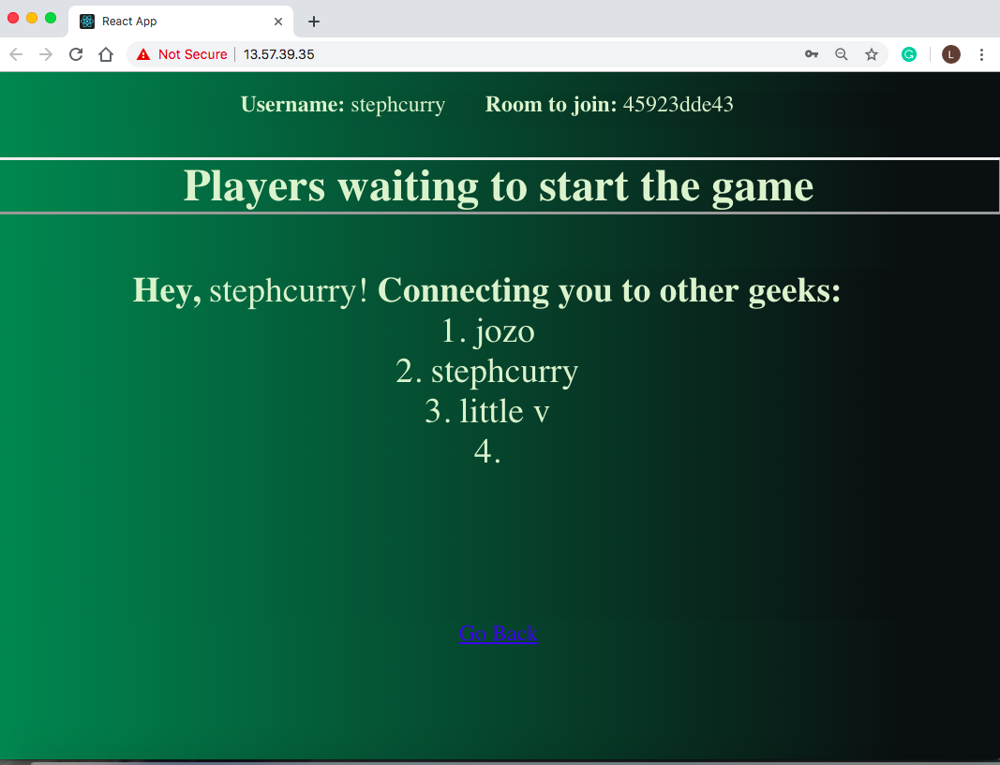 React App
Not Secure 13.57.39.35
L
Username: stephcurry Room to join: 45923dde43
Players waiting to start the game
Hey, stephcurry! Connecting you to other geeks:
1. jozo
2. stephcurry
3. little v
4.
Go Back